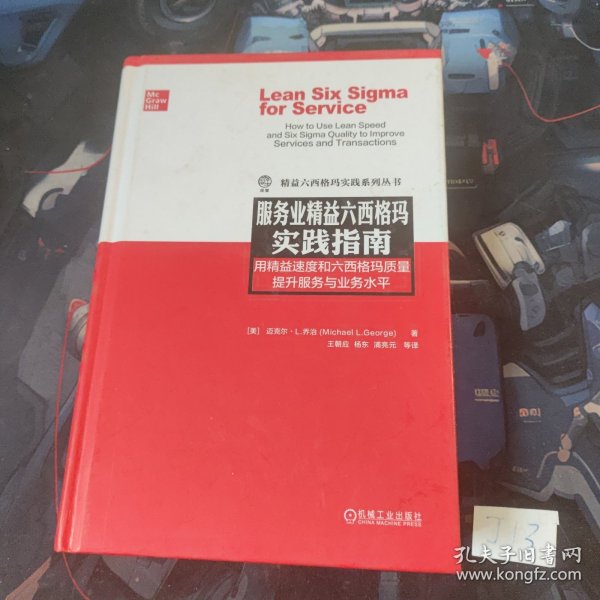 Mc
Graw
Hill
Lean Six Sigma
for Service
How to Use Lean Speed
and Six Sigma Quality to Improve
Services and Transactions
精益六西格玛实践系列丛书
服务业精益六西格玛
实践指南
用精益速度和六西格玛质量
提升服务与业务水平
[美] 迈克尔·L.乔治 (Michael L.George) 著
王朝应 杨东 浦亮元 等译
机械工业出版社
CHINA MACHINE PRESS
J13
孔夫子旧书网
www.kongfz.com